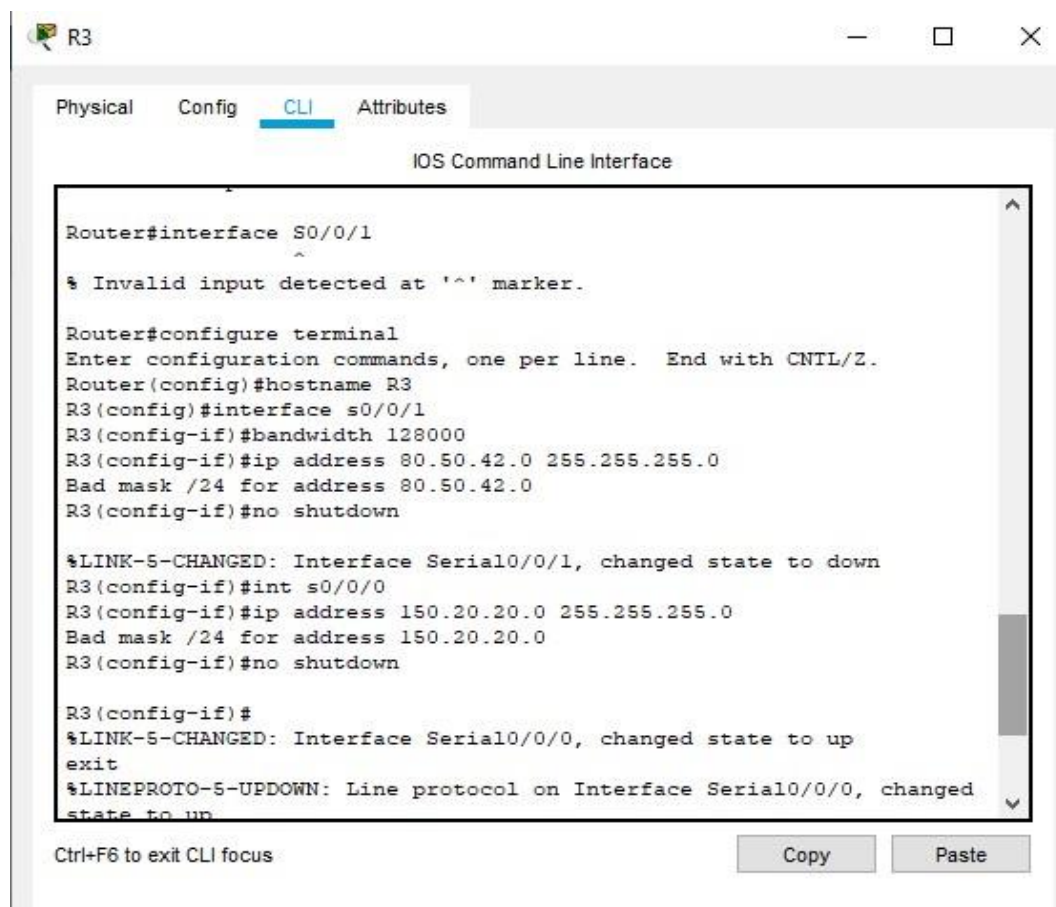 R3
Physical Config CLI Attributes
IOS Command Line Interface
Router#interface S0/0/1
^
% Invalid input detected at '^' marker.
Router#configure terminal
Enter configuration commands, one per line. End with CNTL/Z.
Router(config)#hostname R3
R3(config)#interface s0/0/1
R3(config-if)#bandwidth 128000
R3(config-if)#ip address 80.50.42.0 255.255.255.0
Bad mask /24 for address 80.50.42.0
R3(config-if)#no shutdown
%LINK-5-CHANGED: Interface Serial0/0/1, changed state to down
R3(config-if)#int s0/0/0
R3(config-if)#ip address 150.20.20.0 255.255.255.0
Bad mask /24 for address 150.20.20.0
R3(config-if)#no shutdown
R3(config-if)#
%LINK-5-CHANGED: Interface Serial0/0/0, changed state to up
exit
%LINEPROTO-5-UPDOWN: Line protocol on Interface Serial0/0/0, changed
state to up
Ctrl+F6 to exit CLI focus
Copy Paste